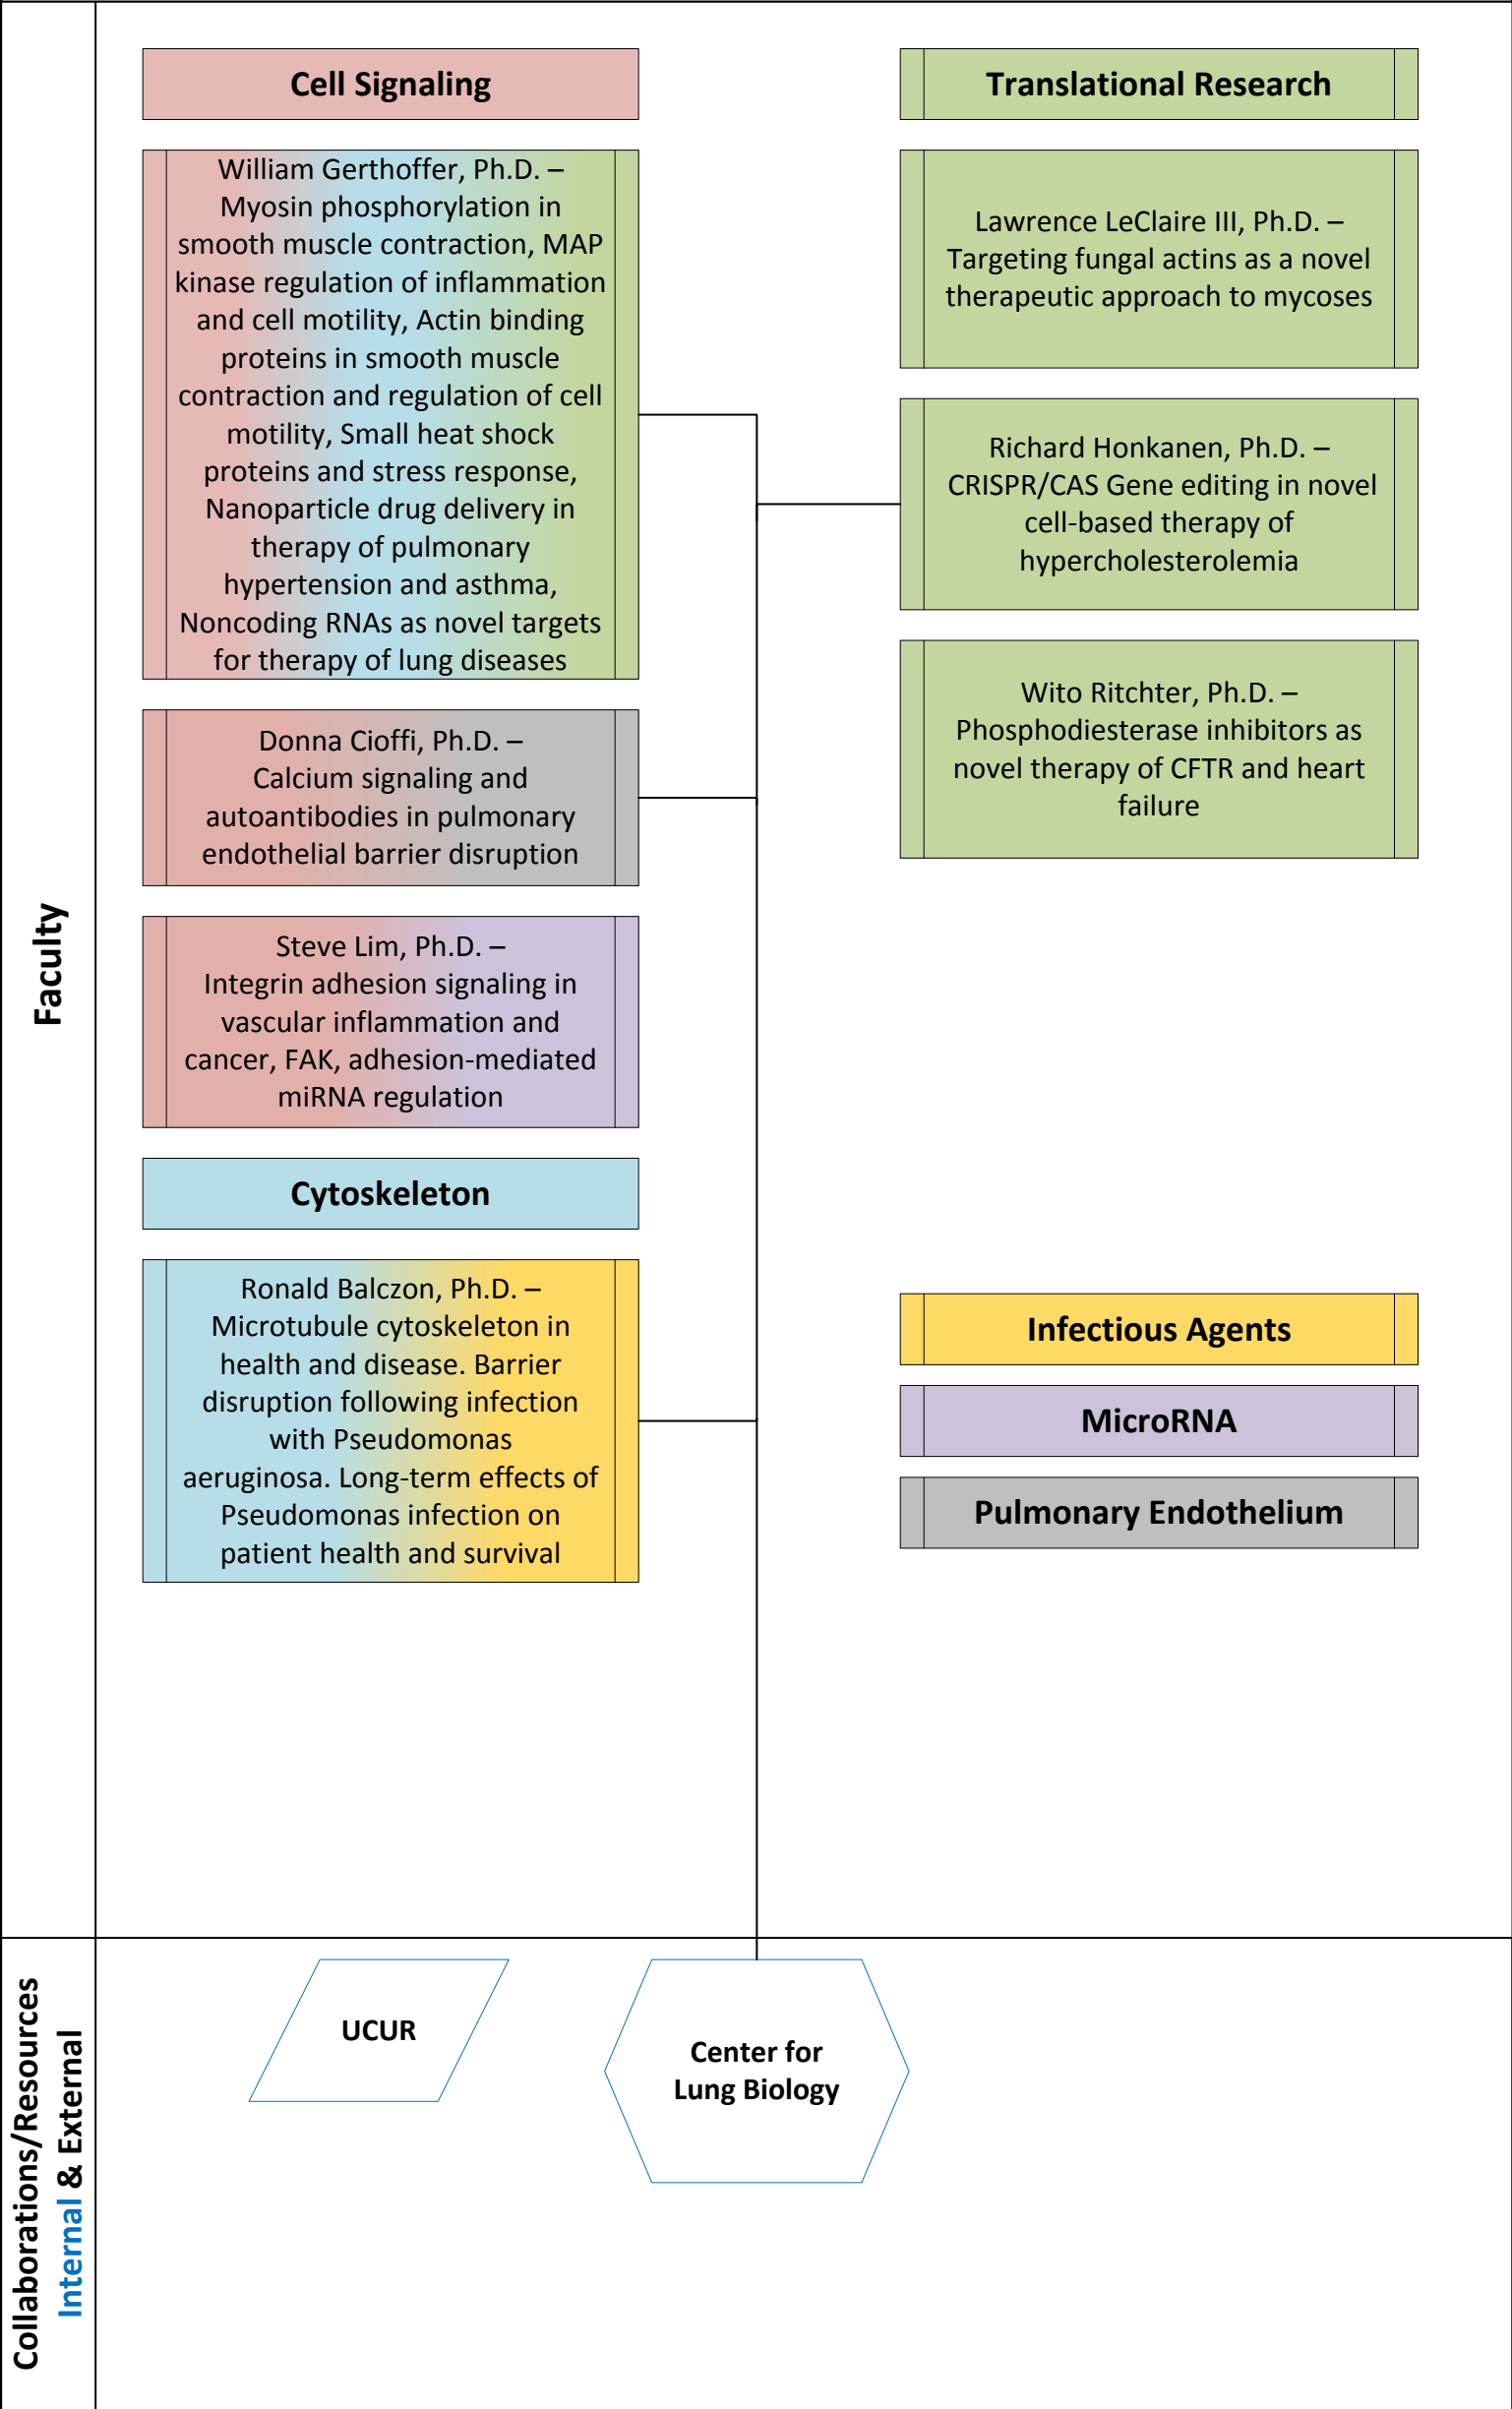 Faculty
Cell Signaling
William Gerthoffer, Ph.D. –
Myosin phosphorylation in
smooth muscle contraction, MAP
kinase regulation of inflammation
and cell motility, Actin binding
proteins in smooth muscle
contraction and regulation of cell
motility, Small heat shock
proteins and stress response,
Nanoparticle drug delivery in
therapy of pulmonary
hypertension and asthma,
Noncoding RNAs as novel targets
for therapy of lung diseases
Donna Cioffi, Ph.D. –
Calcium signaling and
autoantibodies in pulmonary
endothelial barrier disruption
Steve Lim, Ph.D. –
Integrin adhesion signaling in
vascular inflammation and
cancer, FAK, adhesion-mediated
miRNA regulation
Cytoskeleton
Ronald Balczon, Ph.D. –
Microtubule cytoskeleton in
health and disease. Barrier
disruption following infection
with Pseudomonas
aeruginosa. Long-term effects of
Pseudomonas infection on
patient health and survival
Translational Research
Lawrence LeClaire III, Ph.D. –
Targeting fungal actins as a novel
therapeutic approach to mycoses
Richard Honkanen, Ph.D. –
CRISPR/CAS Gene editing in novel
cell-based therapy of
hypercholesterolemia
Wito Ritchter, Ph.D. –
Phosphodiesterase inhibitors as
novel therapy of CFTR and heart
failure
Infectious Agents
MicroRNA
Pulmonary Endothelium
Collaborations/Resources
Internal & External
UCUR
Center for
Lung Biology